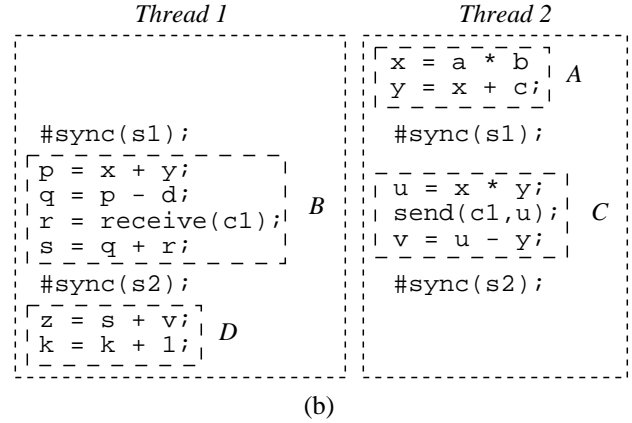 Thread 1
#sync(s1);
p = x + y;
q = p - d;
r = receive(c1);
s = q + r;
B
#sync(s2);
z = s + v;
k = k + 1;
D
Thread 2
x = a * b
y = x + c;
A
#sync(s1);
u = x * y;
send(c1,u);
v = u - y;
C
#sync(s2);
(b)